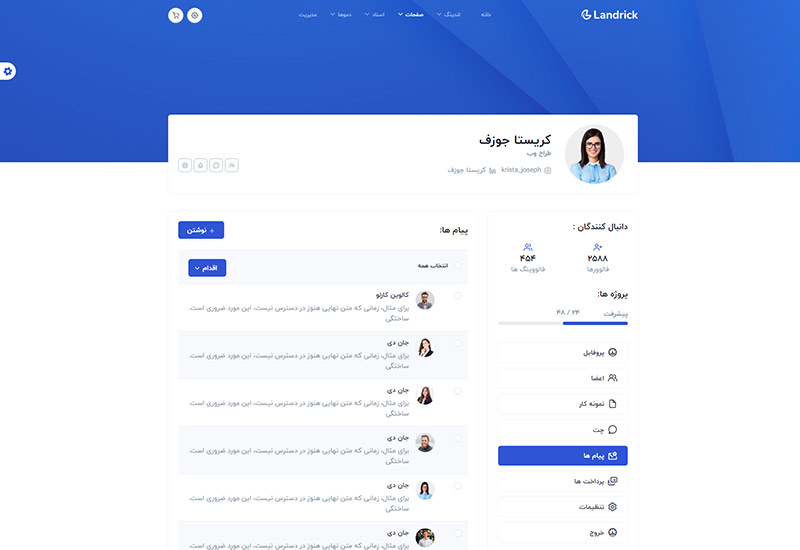 Landrick
خانه
لندینگ
صفحات
اسناد
دموها
مدیریت
کریستا جوزف
طراح وب
krista_joseph
کریستا جوزف
دانبال کنندگان :
۲۵۸۸
فالوورها
۴۵۴
فالووینگ ها
پروژه ها:
پیشرفت
۲۴ / ۴۸
پروفایل
اعضا
نمونه کار
چت
پیام ها
پرداخت ها
تنظیمات
خروج
پیام ها:
+ نوشتن
انتخاب همه
اقدام
کالوین کارلو
برای مثال، زمانی که متن نهایی هنوز در دسترس نیست، این مورد ضروری است.
ساختگی
جان دی
برای مثال، زمانی که متن نهایی هنوز در دسترس نیست، این مورد ضروری است.
ساختگی
جان دی
برای مثال، زمانی که متن نهایی هنوز در دسترس نیست، این مورد ضروری است.
ساختگی
جان دی
برای مثال، زمانی که متن نهایی هنوز در دسترس نیست، این مورد ضروری است.
ساختگی
جان دی
برای مثال، زمانی که متن نهایی هنوز در دسترس نیست، این مورد ضروری است.
ساختگی
جان دی
برای مثال، زمانی که متن نهایی هنوز در دسترس نیست، این مورد ضروری است.